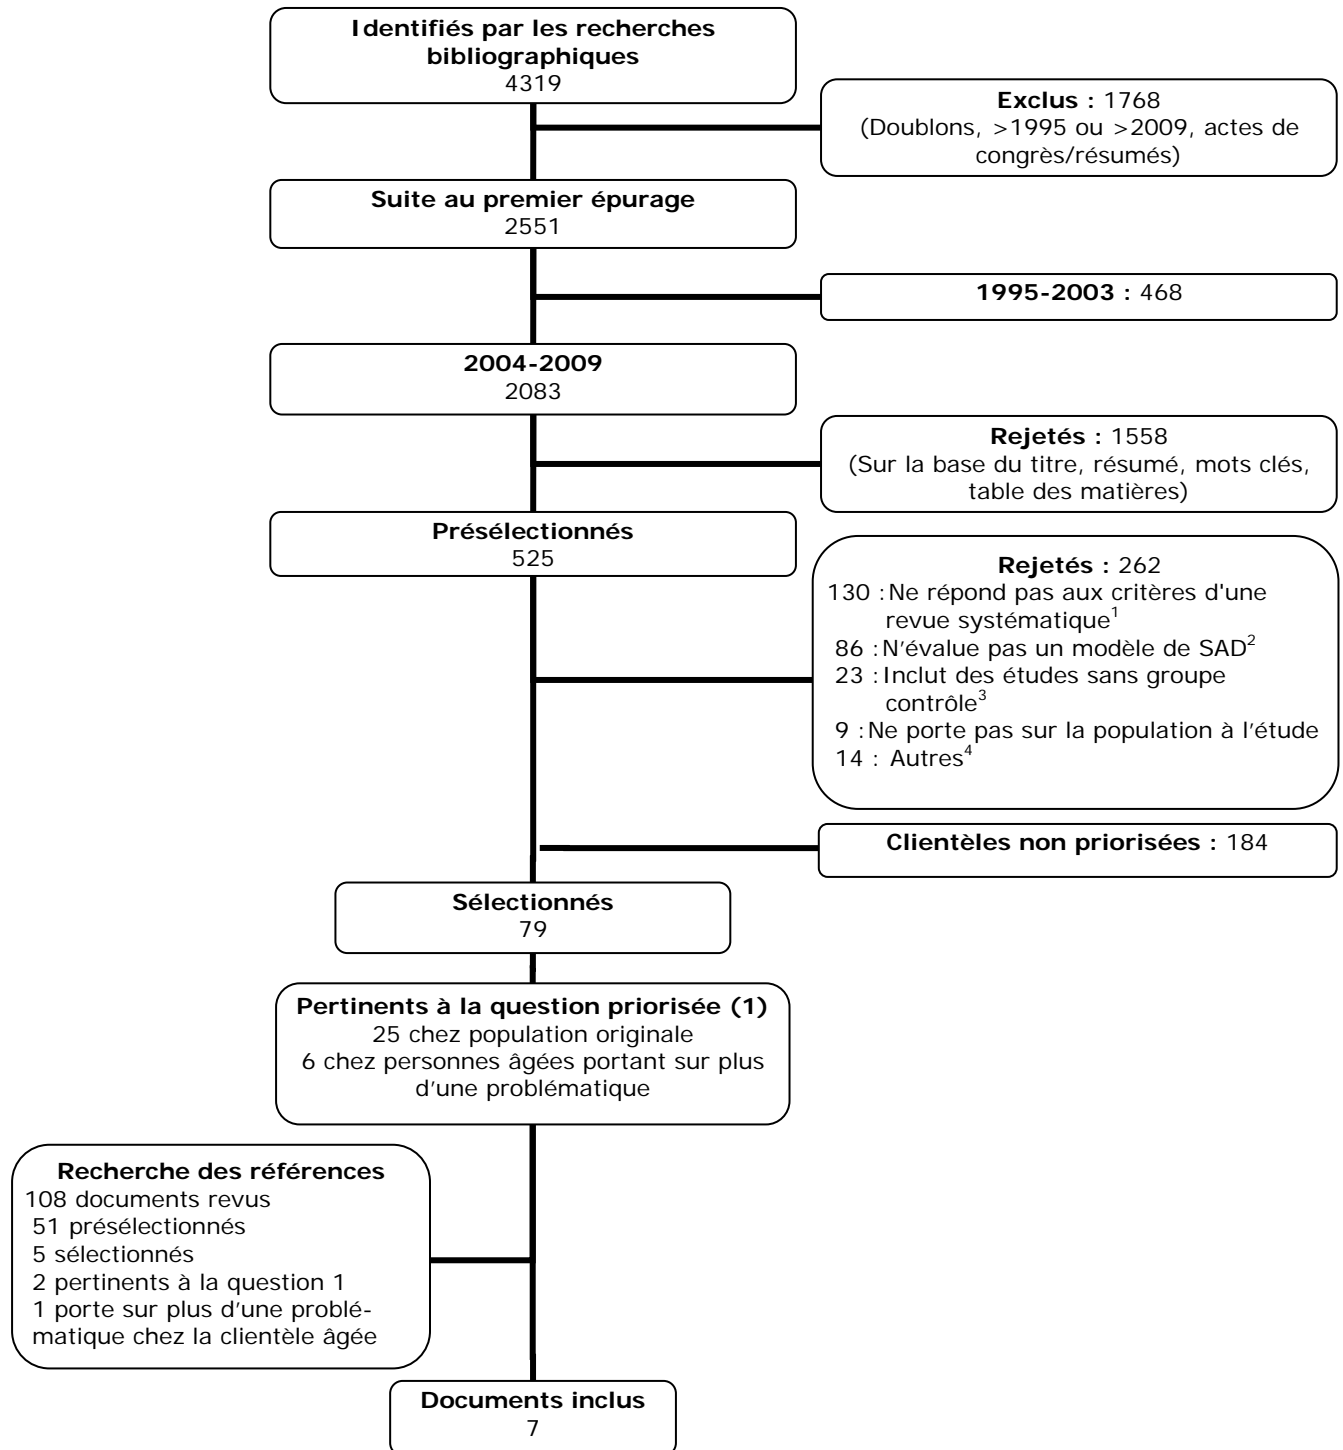 Identifiés par les recherches
bibliographiques
4319
Exclus : 1768
(Doublons, >1995 ou >2009, actes de
congrès/résumés)
Suite au premier épurage
2551
1995-2003 : 468
2004-2009
2083
Rejetés : 1558
(Sur la base du titre, résumé, mots clés,
table des matières)
Présélectionnés
525
Rejetés : 262
130 :Ne répond pas aux critères d'une
revue systématique1
86 :N’évalue pas un modèle de SAD2
23 :Inclut des études sans groupe
contrôle3
9 :Ne porte pas sur la population à l’étude
14 : Autres4
Clientèles non priorisées : 184
Sélectionnés
79
Pertinents à la question priorisée (1)
25 chez population originale
6 chez personnes âgées portant sur plus
d’une problématique
Recherche des références
108 documents revus
51 présélectionnés
5 sélectionnés
2 pertinents à la question 1
1 porte sur plus d’une problé-
matique chez la clientèle âgée
Documents inclus
7